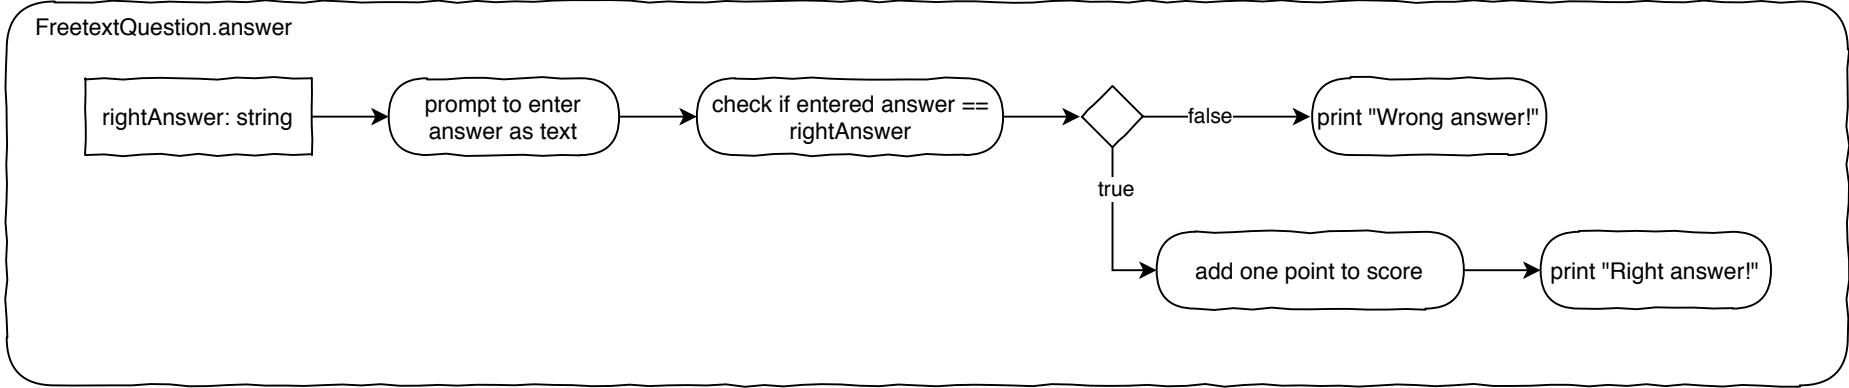 FreetextQuestion.answer
rightAnswer: string
prompt to enter
answer as text
check if entered answer ==
rightAnswer
false
print "Wrong answer!"
true
add one point to score
print "Right answer!"